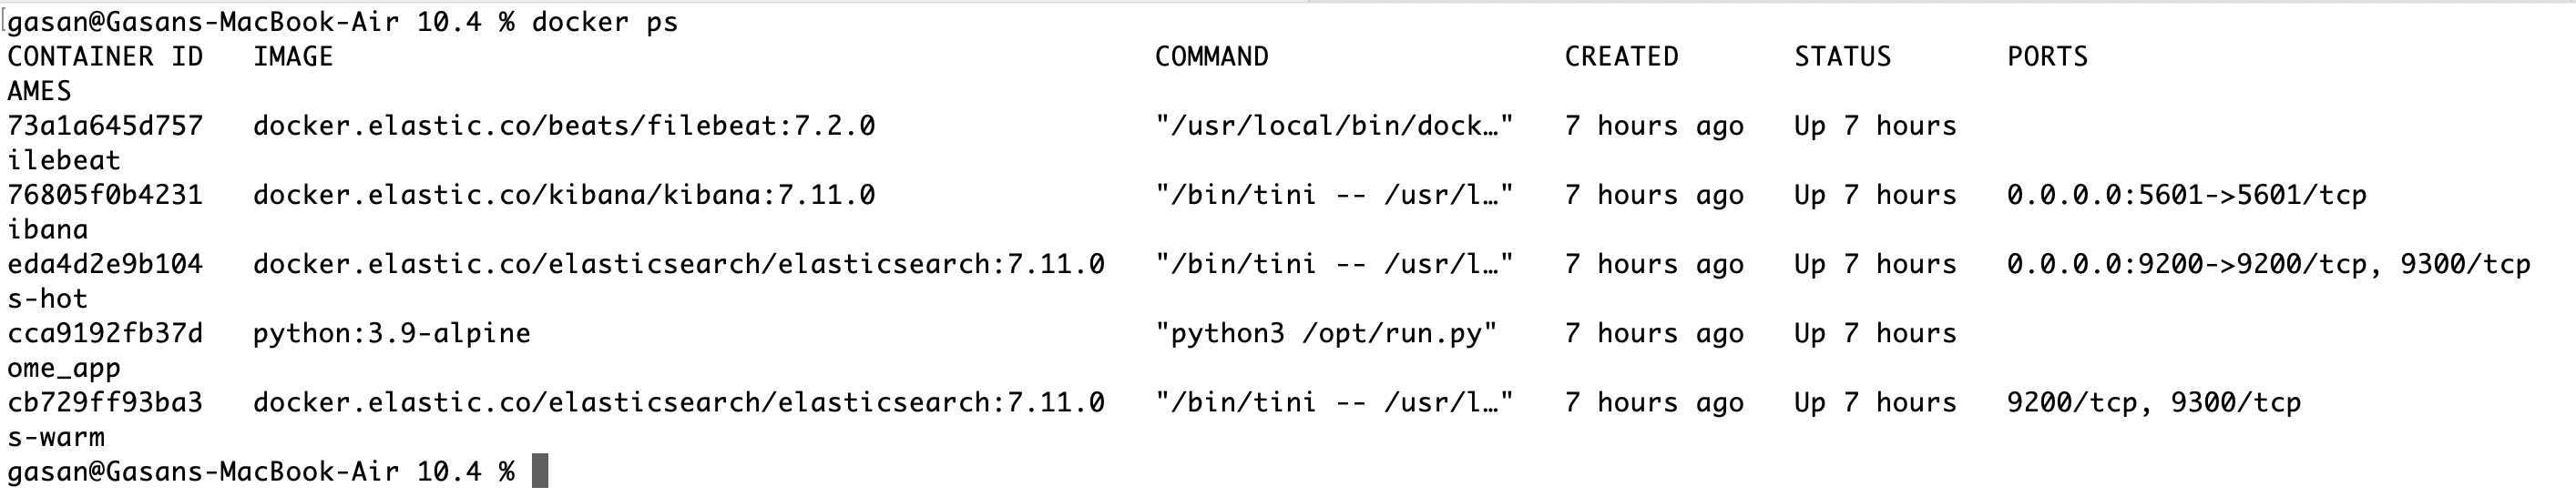 gasan@Gasans-MacBook-Air 10.4 % docker ps
CONTAINER ID   IMAGE                                                  COMMAND                  CREATED       STATUS       PORTS
AMES
73a1a645d757   docker.elastic.co/beats/filebeat:7.2.0                 "/usr/local/bin/dock…"   7 hours ago   Up 7 hours
ilebeat
76805f0b4231   docker.elastic.co/kibana/kibana:7.11.0                 "/bin/tini -- /usr/l…"   7 hours ago   Up 7 hours   0.0.0.0:5601->5601/tcp
ibana
eda4d2e9b104   docker.elastic.co/elasticsearch/elasticsearch:7.11.0   "/bin/tini -- /usr/l…"   7 hours ago   Up 7 hours   0.0.0.0:9200->9200/tcp, 9300/tcp
s-hot
cca9192fb37d   python:3.9-alpine                                      "python3 /opt/run.py"    7 hours ago   Up 7 hours
ome_app
cb729ff93ba3   docker.elastic.co/elasticsearch/elasticsearch:7.11.0   "/bin/tini -- /usr/l…"   7 hours ago   Up 7 hours   9200/tcp, 9300/tcp
s-warm
gasan@Gasans-MacBook-Air 10.4 %